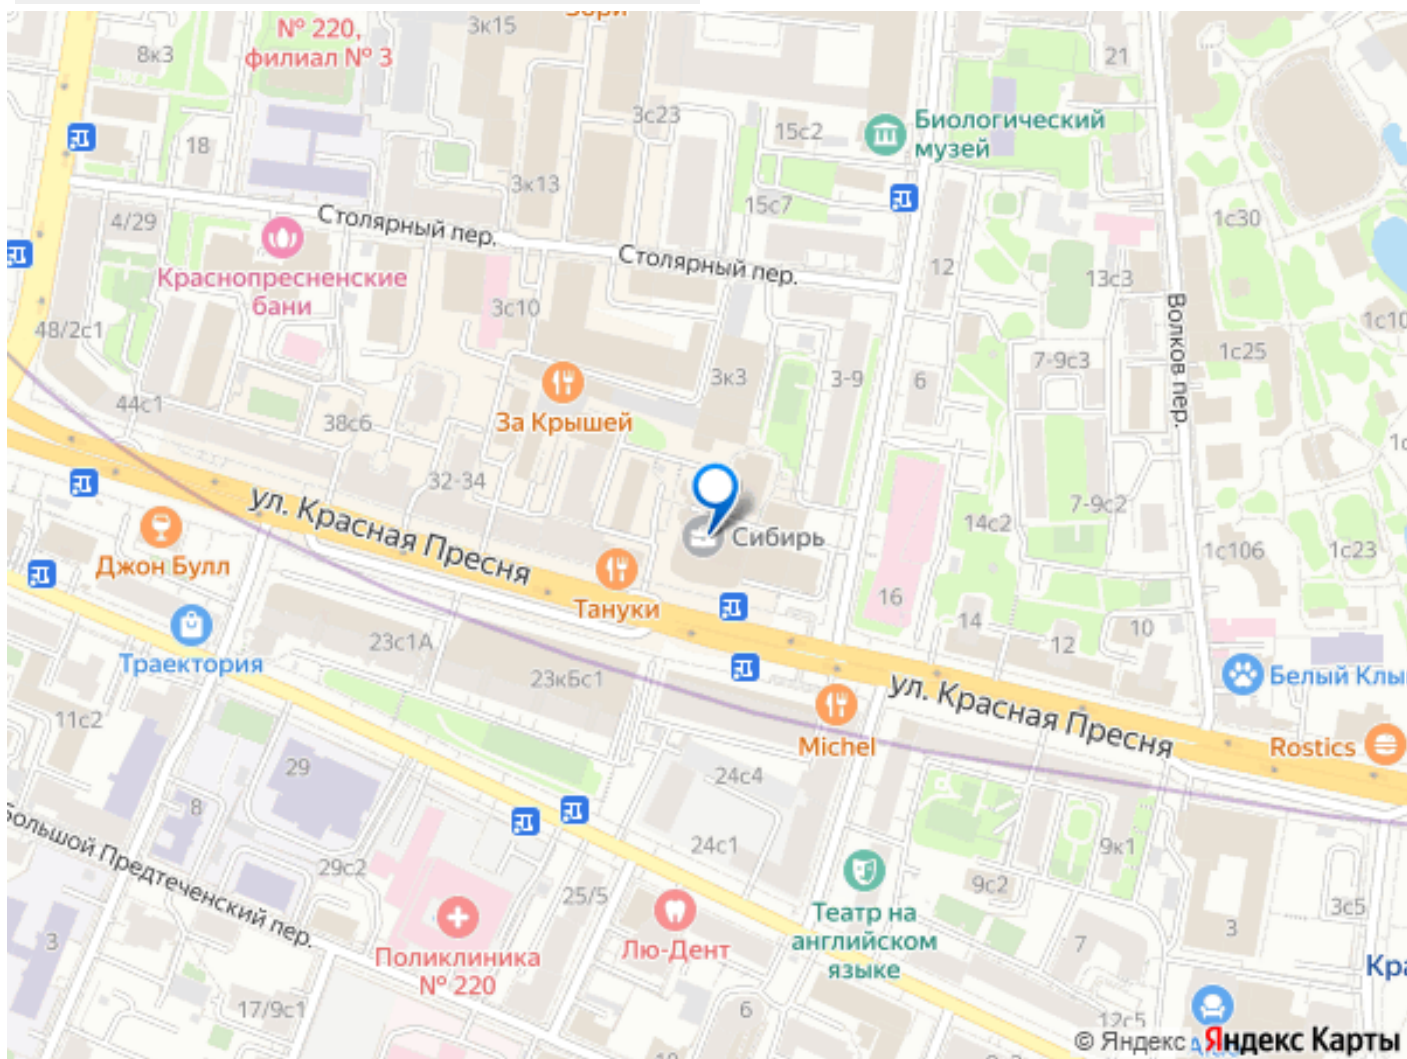 Зори
3к15
№ 220,
филиал № 3
8к3
21
3с23
15с2
Биологический
музей
18
3к13
15с7
1с30
4/29
Столярный пер.
Столярный пер.
12
13с3
Краснопресненские
бани
3с10
Волков пер.
1с10
48/2с1
1с25
7-9с3
3к3
3-9
6
44с1
38с6
За Крышей
32-34
7-9с2
14с2
ул. Красная Пресня
Сибирь
1с106
1с23
Джон Булл
Тануки
16
14
12
10
Траектория
23с1А
23кБс1
Белый Клы
ул. Красная Пресня
11с2
Michel
Rostics
29
24с4
8
Большой Предтеченский пер.
24с1
9к1
29с2
9с2
25/5
3с5
Театр на
английском
языке
3
3
Поликлиника
№ 220
Лю-Дент
7
Кра
17/9с1
6
12с5
10
© Яндекс Яндекс Карты